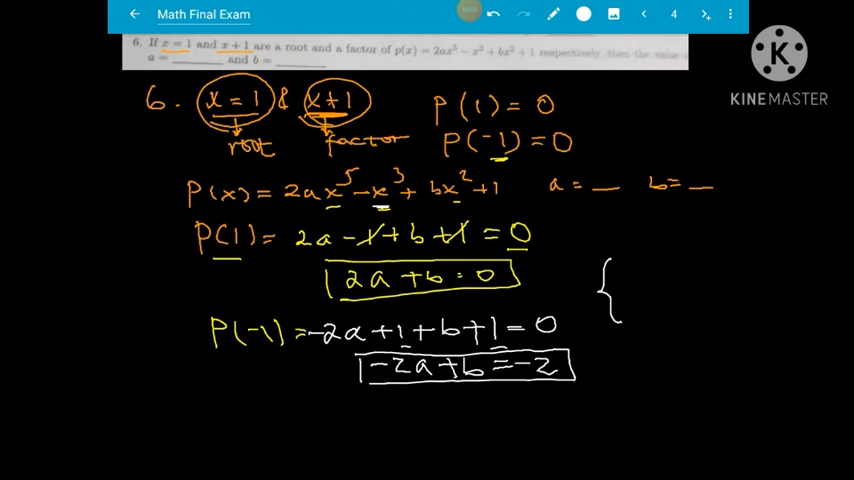 Math Final Exam
4
6. If x = 1 and x + 1 are a root and a factor of p(x) = 2ax⁵ − x³ + bx² + 1 respectively, then the value
a = ______ and b = ______
KINEMASTER
6. x = 1 & x+1
root factor
P(1) = 0
P(-1) = 0
P(x) = 2ax⁵ - x³ + bx² + 1 a = __ b = __
P(1) = 2a - 1 + b + 1 = 0
2a + b = 0
P(-1) = -2a + 1 + b + 1 = 0
-2a + b = -2